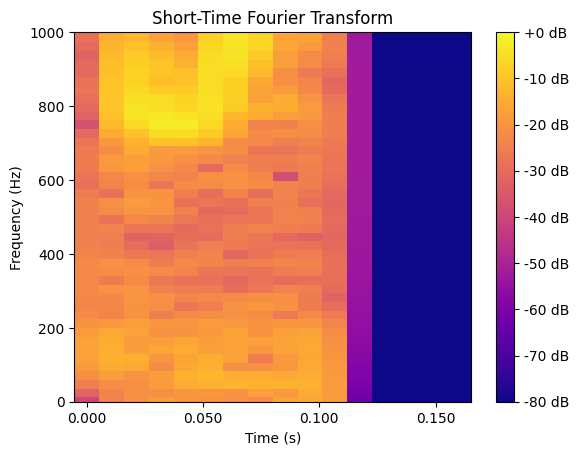 Short-Time Fourier Transform
Frequency (Hz)
1000
800
600
400
200
0
0.000
0.050
0.100
0.150
Time (s)
+0 dB
-10 dB
-20 dB
-30 dB
-40 dB
-50 dB
-60 dB
-70 dB
-80 dB